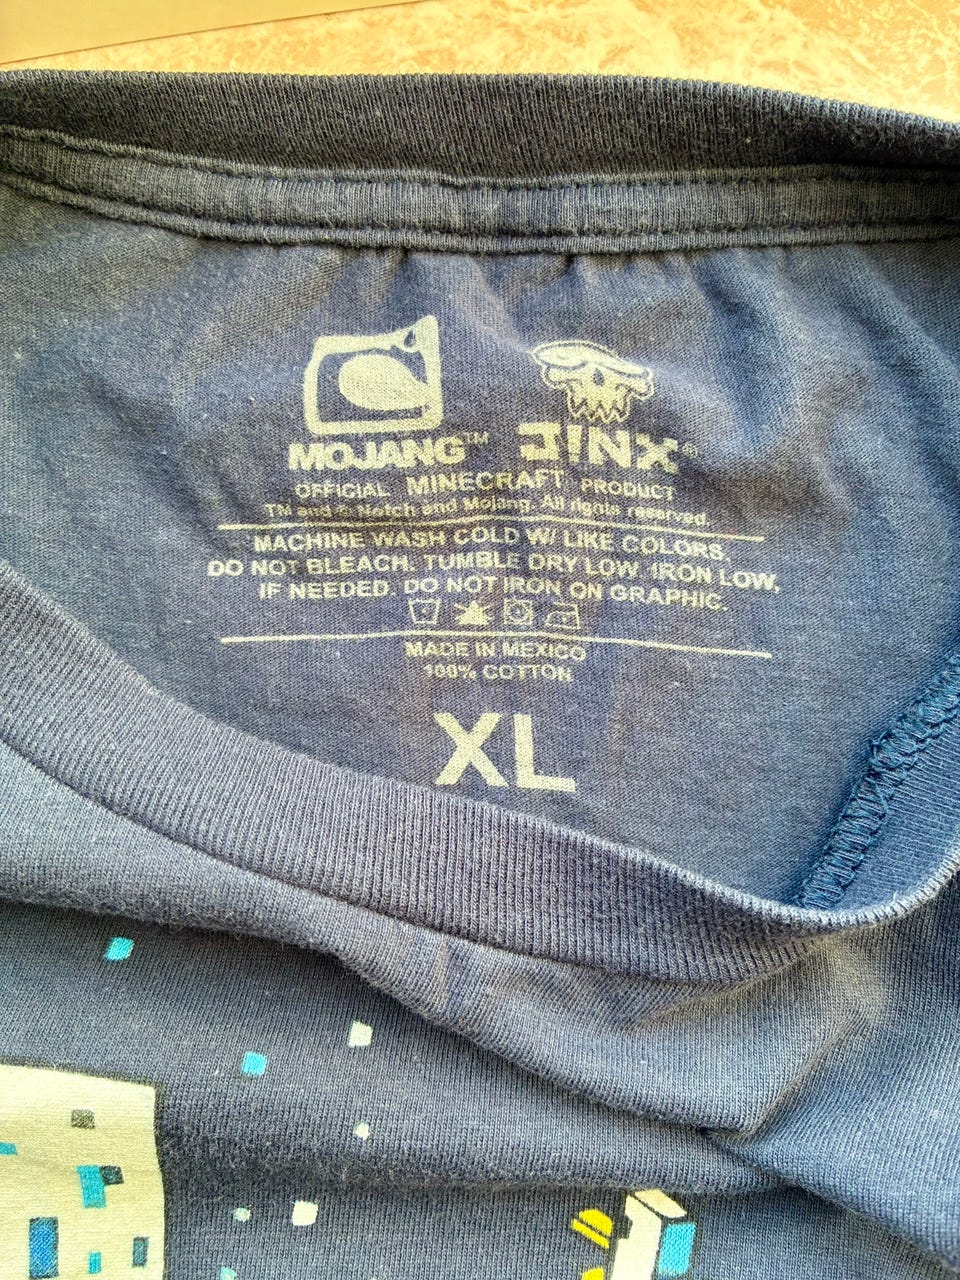 MOJANG™ J!NX®
OFFICIAL MINECRAFT PRODUCT
TM and © Notch and Mojang. All rights reserved.
MACHINE WASH COLD W/ LIKE COLORS.
DO NOT BLEACH. TUMBLE DRY LOW. IRON LOW,
IF NEEDED. DO NOT IRON ON GRAPHIC.
MADE IN MEXICO
100% COTTON
XL